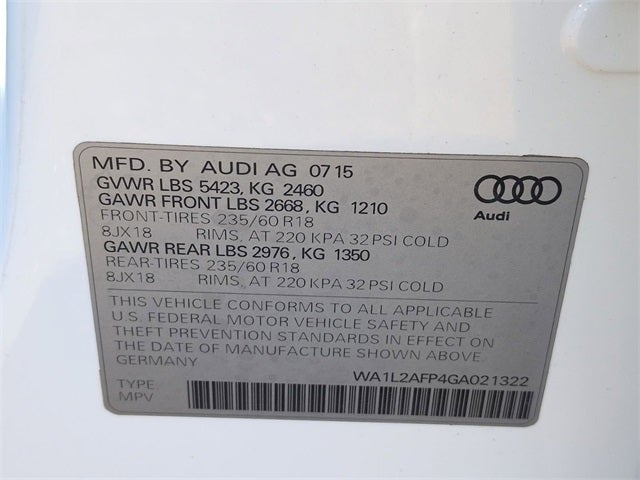 MFD. BY AUDI AG 07 15
GVWR LBS 5423, KG 2460
GAWR FRONT LBS 2668, KG 1210
FRONT-TIRES 235/60 R18
8JX18 RIMS, AT 220 KPA 32 PSI COLD
GAWR REAR LBS 2976, KG 1350
REAR-TIRES 235/60 R18
8JX18 RIMS, AT 220 KPA 32 PSI COLD
Audi
THIS VEHICLE CONFORMS TO ALL APPLICABLE
U.S. FEDERAL MOTOR VEHICLE SAFETY AND
THEFT PREVENTION STANDARDS IN EFFECT ON
THE DATE OF MANUFACTURE SHOWN ABOVE.
GERMANY
WA1L2AFP4GA021322
TYPE:
MPV